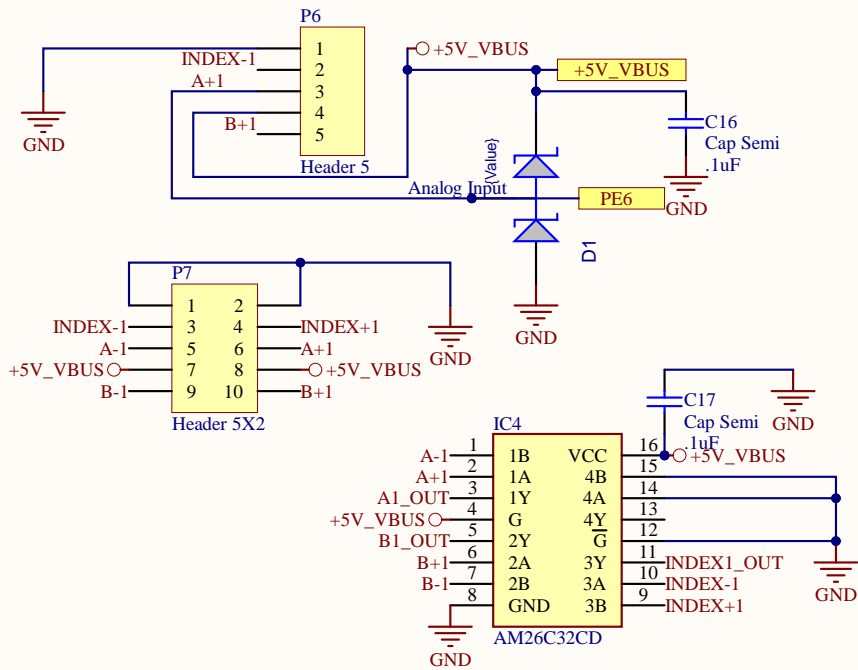 P6
1
INDEX-1
2
A+1
3
4
B+1
5
Header 5
GND
+5V_VBUS
+5V_VBUS
C16
Cap Semi
.1uF
GND
{Value}
Analog Input
PE6
D1
GND
P7
1 2
INDEX-1 3 4 INDEX+1
A-1 5 6 A+1
+5V_VBUS 7 8 +5V_VBUS
B-1 9 10 B+1
Header 5X2
GND
C17
Cap Semi
.1uF
GND
IC4
A-1 1 1B VCC 16 +5V_VBUS
A+1 2 1A 4B 15
A1_OUT 3 1Y 4A 14
+5V_VBUS 4 G 4Y 13
B1_OUT 5 2Y G 12
B+1 6 2A 3Y 11 INDEX1_OUT
B-1 7 2B 3A 10 INDEX-1
8 GND 3B 9 INDEX+1
AM26C32CD
GND
GND